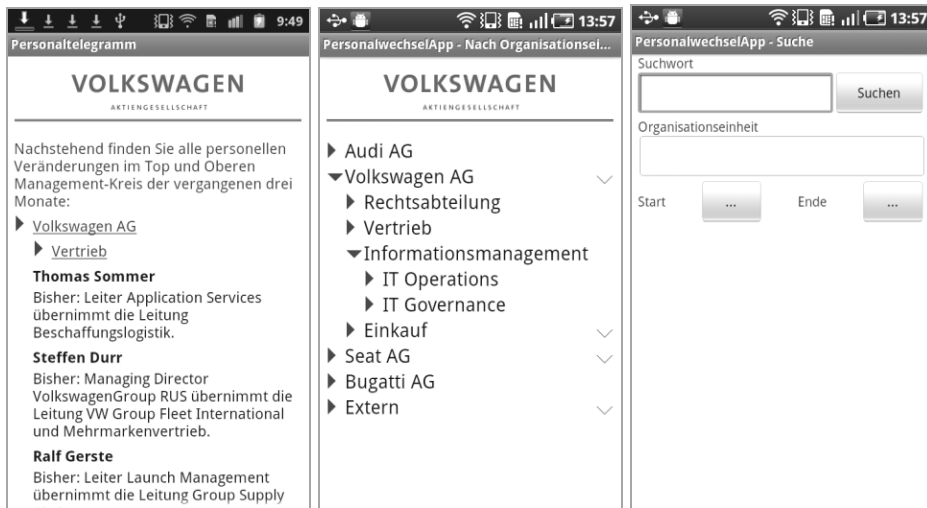 9:49
Personaltelegramm
VOLKSWAGEN
AKTIENGESELLSCHAFT
Nachstehend finden Sie alle personellen
Veränderungen im Top und Oberen
Management-Kreis der vergangenen drei
Monate:
Volkswagen AG
Vertrieb
Thomas Sommer
Bisher: Leiter Application Services
übernimmt die Leitung
Beschaffungslogistik.
Steffen Durr
Bisher: Managing Director
VolkswagenGroup RUS übernimmt die
Leitung VW Group Fleet International
und Mehrmarkenvertrieb.
Ralf Gerste
Bisher: Leiter Launch Management
übernimmt die Leitung Group Supply
13:57
PersonalwechselApp - Nach Organisationsei...
VOLKSWAGEN
AKTIENGESELLSCHAFT
Audi AG
Volkswagen AG
Rechtsabteilung
Vertrieb
Informationsmanagement
IT Operations
IT Governance
Einkauf
Seat AG
Bugatti AG
Extern
13:57
PersonalwechselApp - Suche
Suchwort
Suchen
Organisationseinheit
Start ... Ende ...